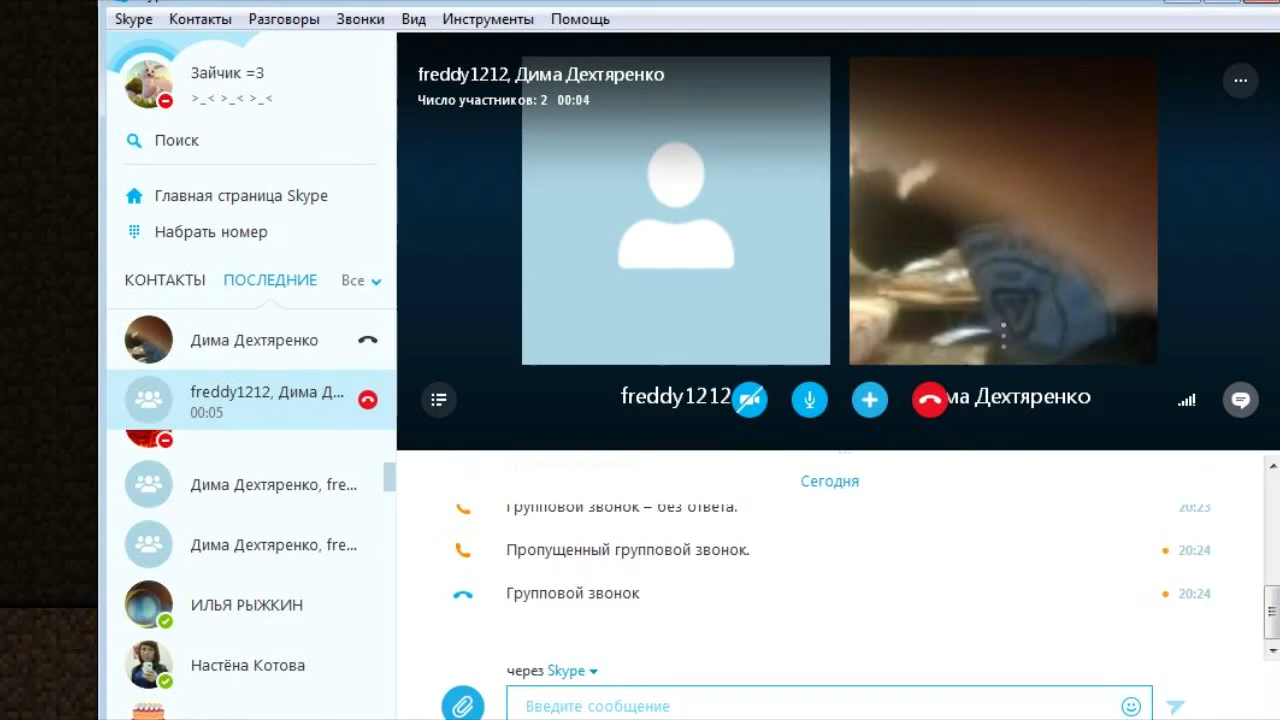 Skype Контакты Разговоры Звонки Вид Инструменты Помощь
Зайчик =3
>_< >_< >_<
Поиск
Главная страница Skype
Набрать номер
КОНТАКТЫ ПОСЛЕДНИЕ Все
Дима Дехтяренко
freddy1212, Дима Д...
00:05
Дима Дехтяренко, fre...
Дима Дехтяренко, fre...
ИЛЬЯ РЫЖКИН
Настёна Котова
freddy1212, Дима Дехтяренко
Число участников: 2 00:04
freddy1212
ма Дехтяренко
Сегодня
Групповой звонок – без ответа. 20:23
Пропущенный групповой звонок. 20:24
Групповой звонок 20:24
через Skype
Введите сообщение